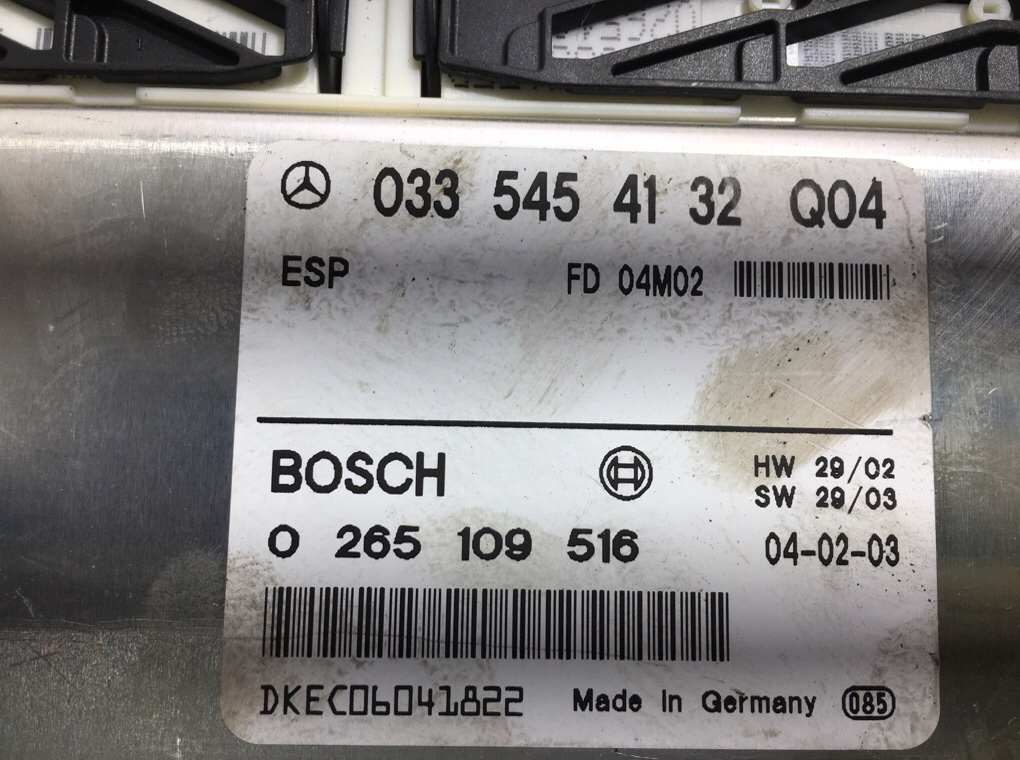 033 545 41 32 Q04
ESP FD 04M02
BOSCH HW 29/02
SW 29/03
0 265 109 516 04-02-03
DKEC06041822 Made In Germany 085